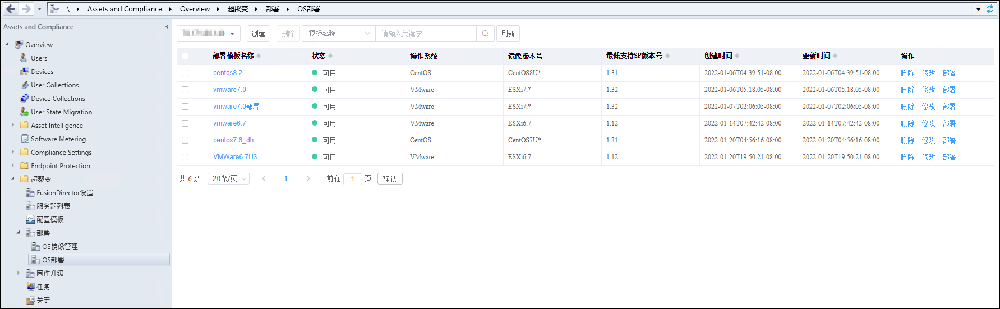 \ Assets and Compliance Overview 超聚变 部署 OS部署
Assets and Compliance
Overview
Users
Devices
User Collections
Device Collections
User State Migration
Asset Intelligence
Software Metering
Compliance Settings
Endpoint Protection
超聚变
FusionDirector设置
服务器列表
配置模板
部署
OS镜像管理
OS部署
固件升级
任务
关于
创建 删除 模板名称 请输入关键字 刷新
部署模板名称 状态 操作系统 镜像版本号 最低支持SP版本号 创建时间 更新时间 操作
centos8.2 可用 CentOS CentOS8U* 1.31 2022-01-06T04:39:51-08:00 2022-01-06T04:39:51-08:00 删除 修改 部署
vmware7.0 可用 VMware ESXi7.* 1.32 2022-01-06T05:18:05-08:00 2022-01-06T05:18:05-08:00 删除 修改 部署
vmware7.0部署 可用 VMware ESXi7.* 1.32 2022-01-07T02:06:05-08:00 2022-01-07T02:06:05-08:00 删除 修改 部署
vmware6.7 可用 VMware ESXi6.7 1.12 2022-01-14T07:42:42-08:00 2022-01-14T07:42:42-08:00 删除 修改 部署
centos7.6_dh 可用 CentOS CentOS7U* 1.31 2022-01-20T04:56:16-08:00 2022-01-20T04:56:16-08:00 删除 修改 部署
VMWare6.7U3 可用 VMware ESXi6.7 1.12 2022-01-20T19:50:21-08:00 2022-01-20T19:50:21-08:00 删除 修改 部署
共 6 条 20条/页 1 前往 1 页 确认